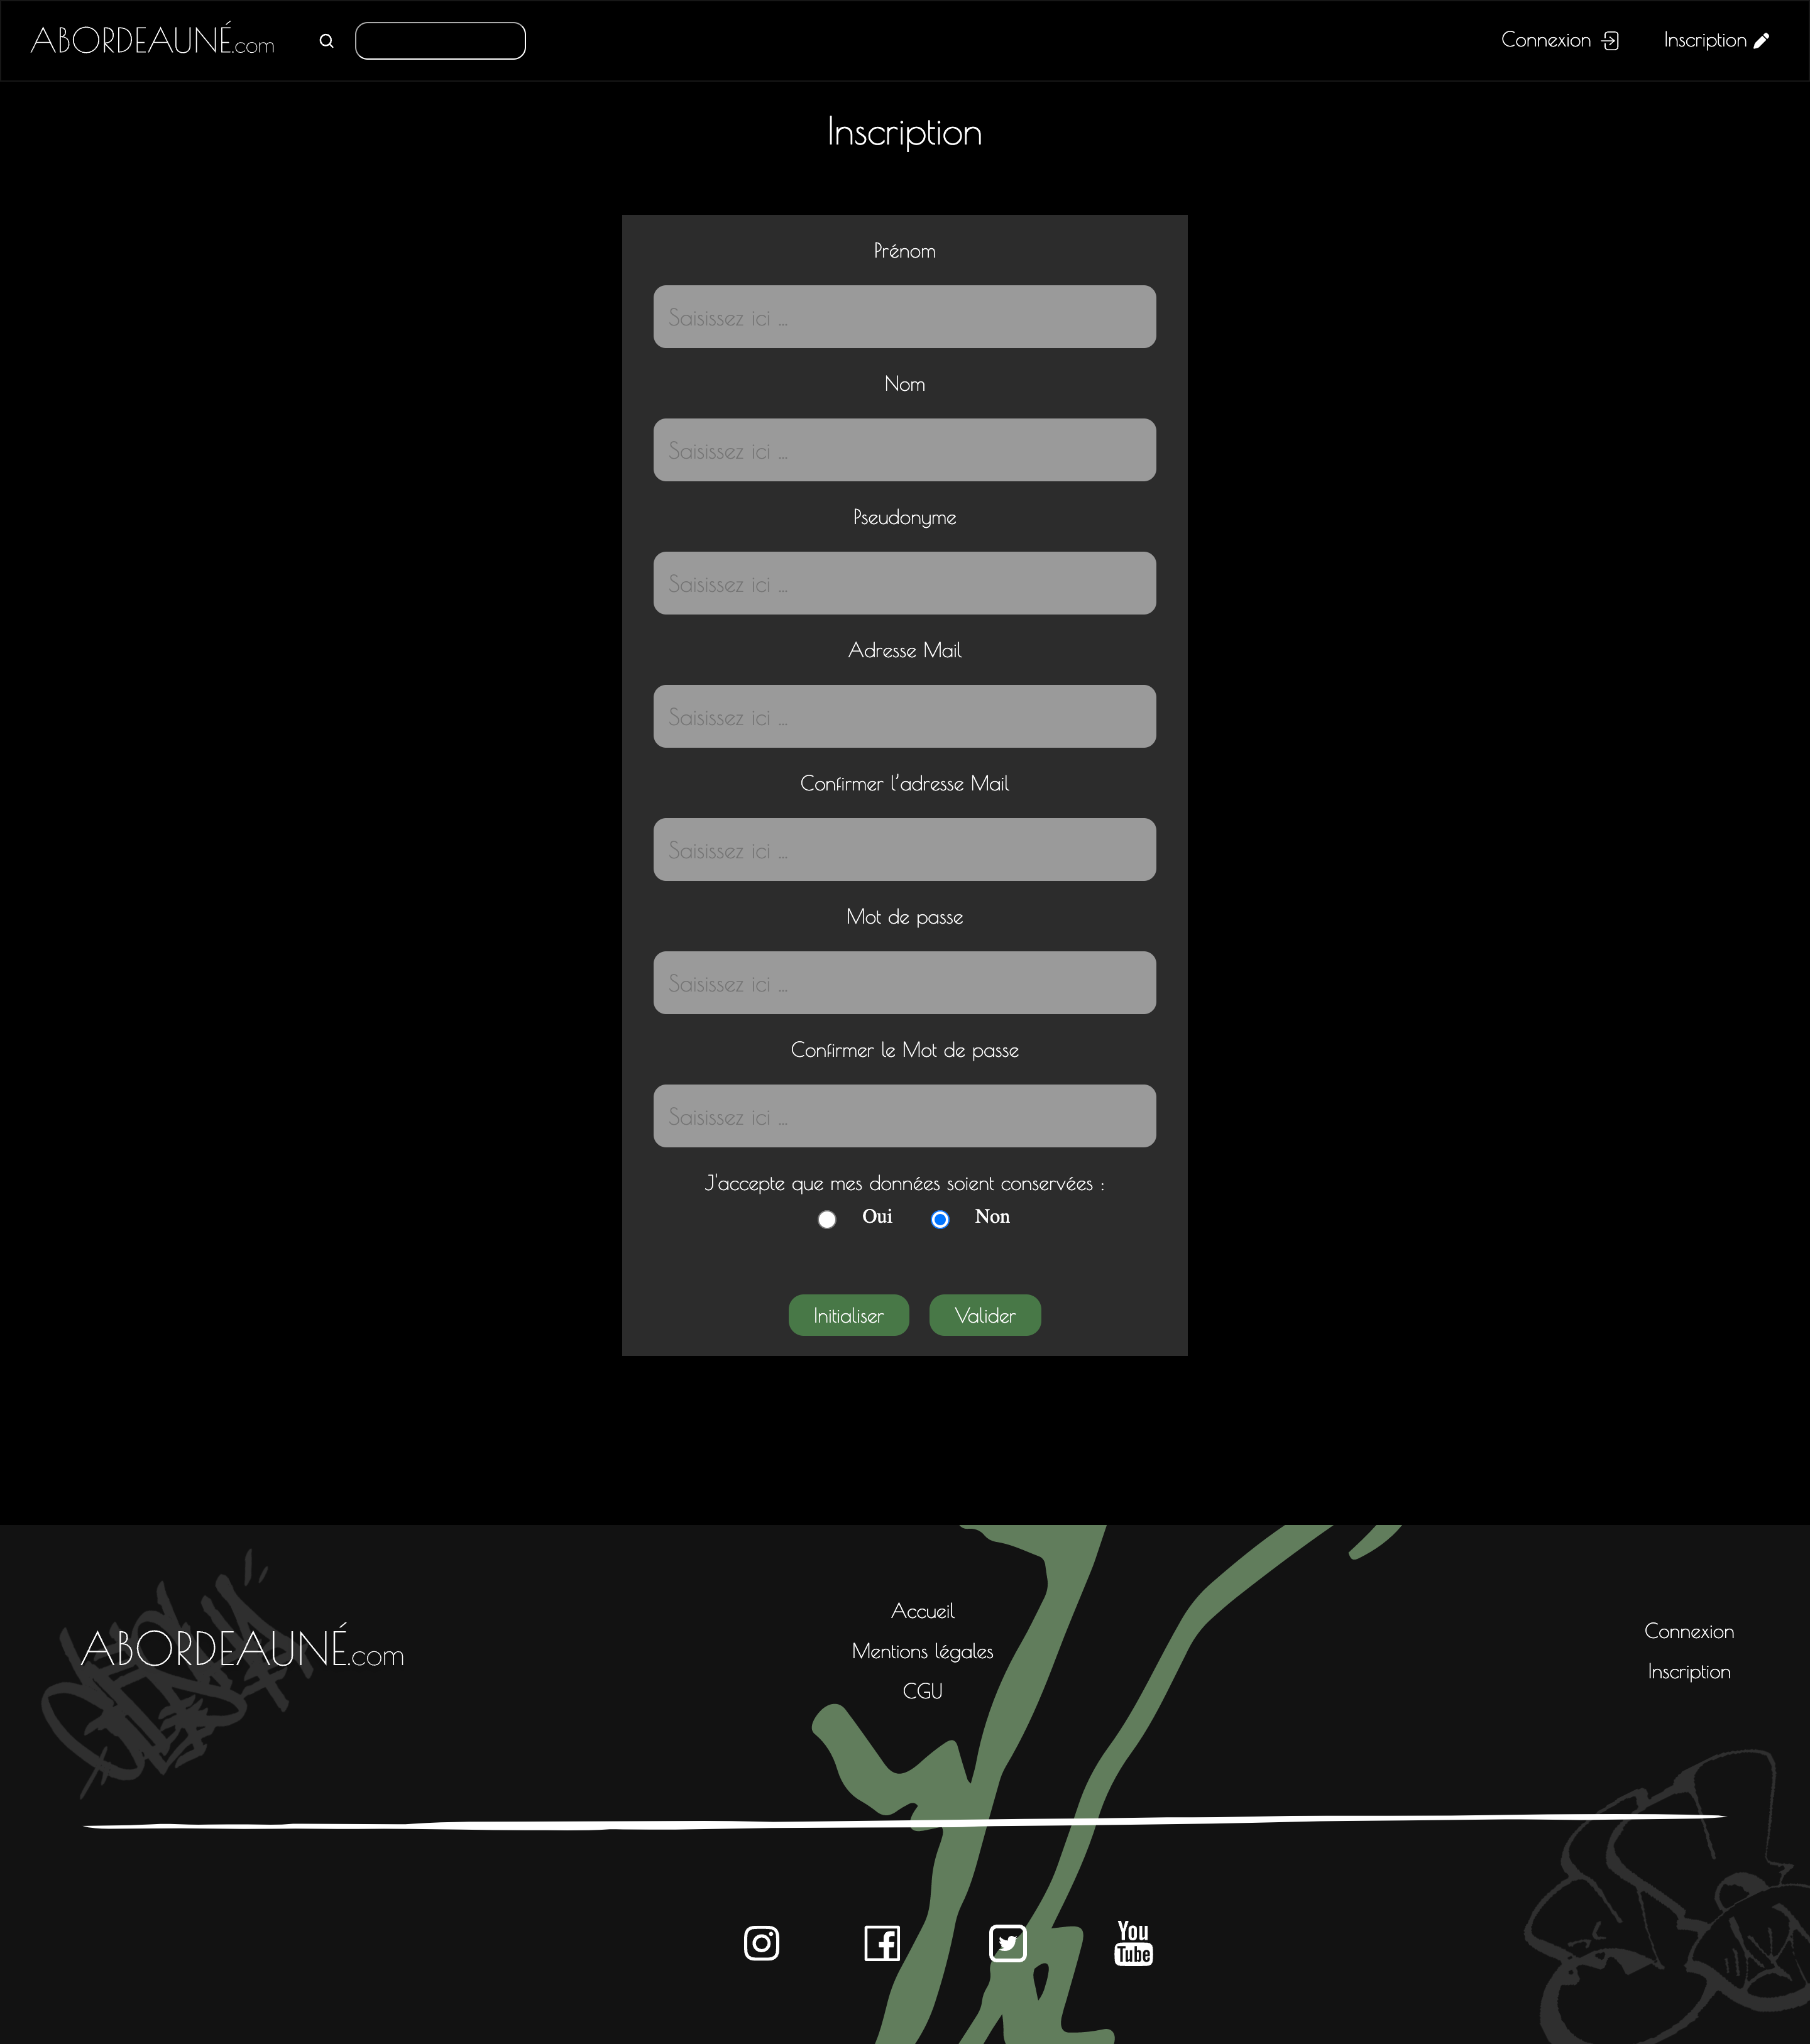 ABORDEAUNÉ.com
Connexion
Inscription
Inscription
Prénom
Saisissez ici ...
Nom
Saisissez ici ...
Pseudonyme
Saisissez ici ...
Adresse Mail
Saisissez ici ...
Confirmer l'adresse Mail
Saisissez ici ...
Mot de passe
Saisissez ici ...
Confirmer le Mot de passe
Saisissez ici ...
J'accepte que mes données soient conservées :
Oui Non
Initialiser Valider
ABORDEAUNÉ.com
Accueil
Mentions légales
CGU
Connexion
Inscription
You
Tube